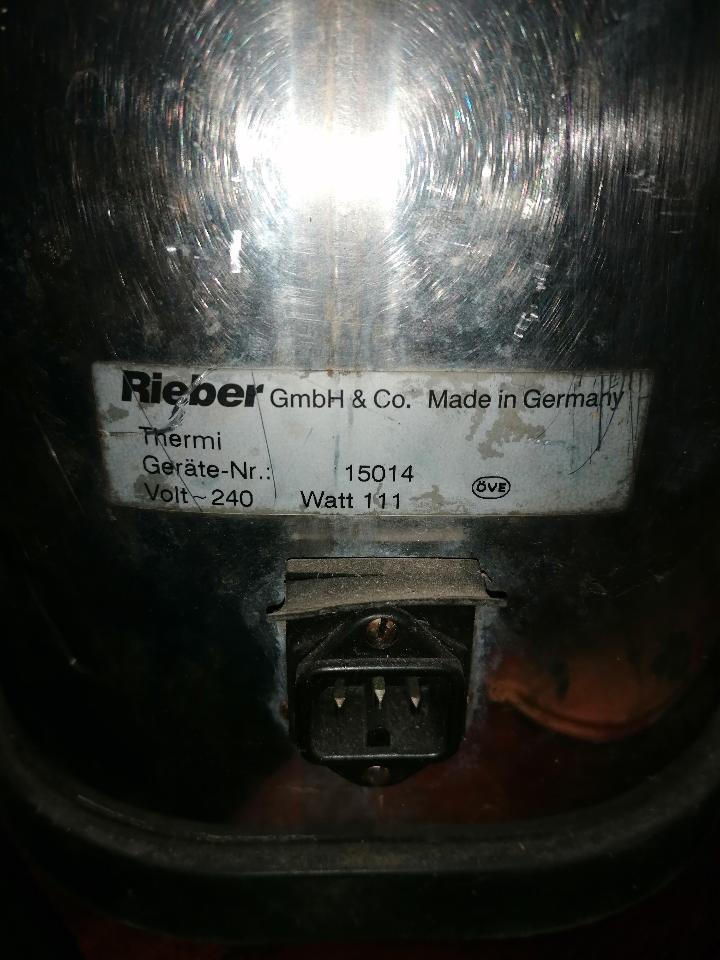 Rieber GmbH & Co. Made in Germany
Thermi
Geräte-Nr.: 15014
Volt~240 Watt 111
ÖVE